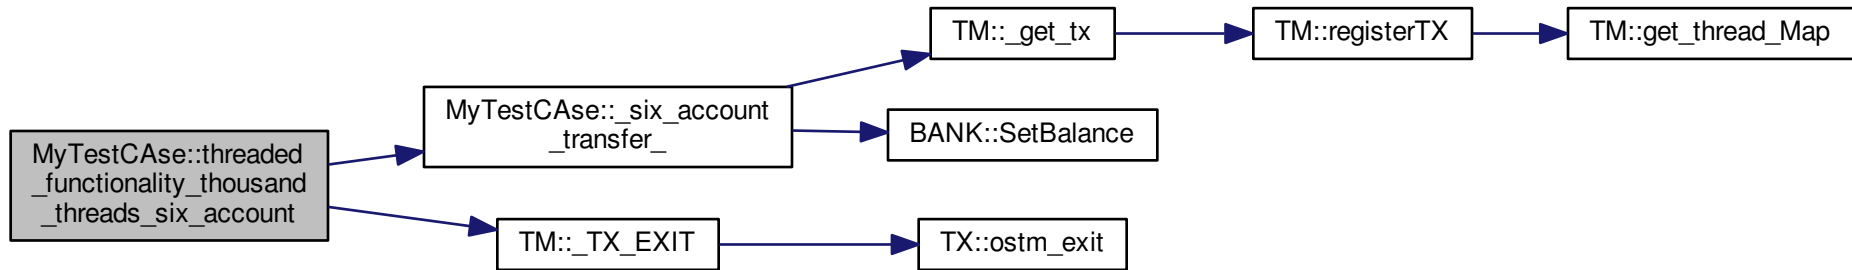 MyTestCAse::threaded
_functionality_thousand
_threads_six_account
MyTestCAse::_six_account
_transfer_
TM::_get_tx
TM::registerTX
TM::get_thread_Map
BANK::SetBalance
TM::_TX_EXIT
TX::ostm_exit